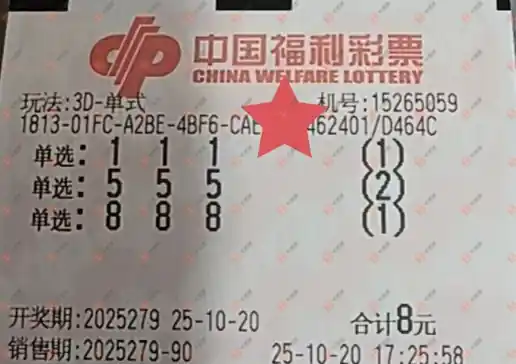 中国福利彩票
CHINA WELFARE LOTTERY
玩法:3D-单式 机号:15265059
1813-01FC-A2BE-4BF6-CAE 462401/D464C
单选: 1 1 1 (1)
单选: 5 5 5 (2)
单选: 8 8 8 (1)
开奖期:2025279 25-10-20 合计8元
销售期:2025279-90 25-10-20 17:25:58